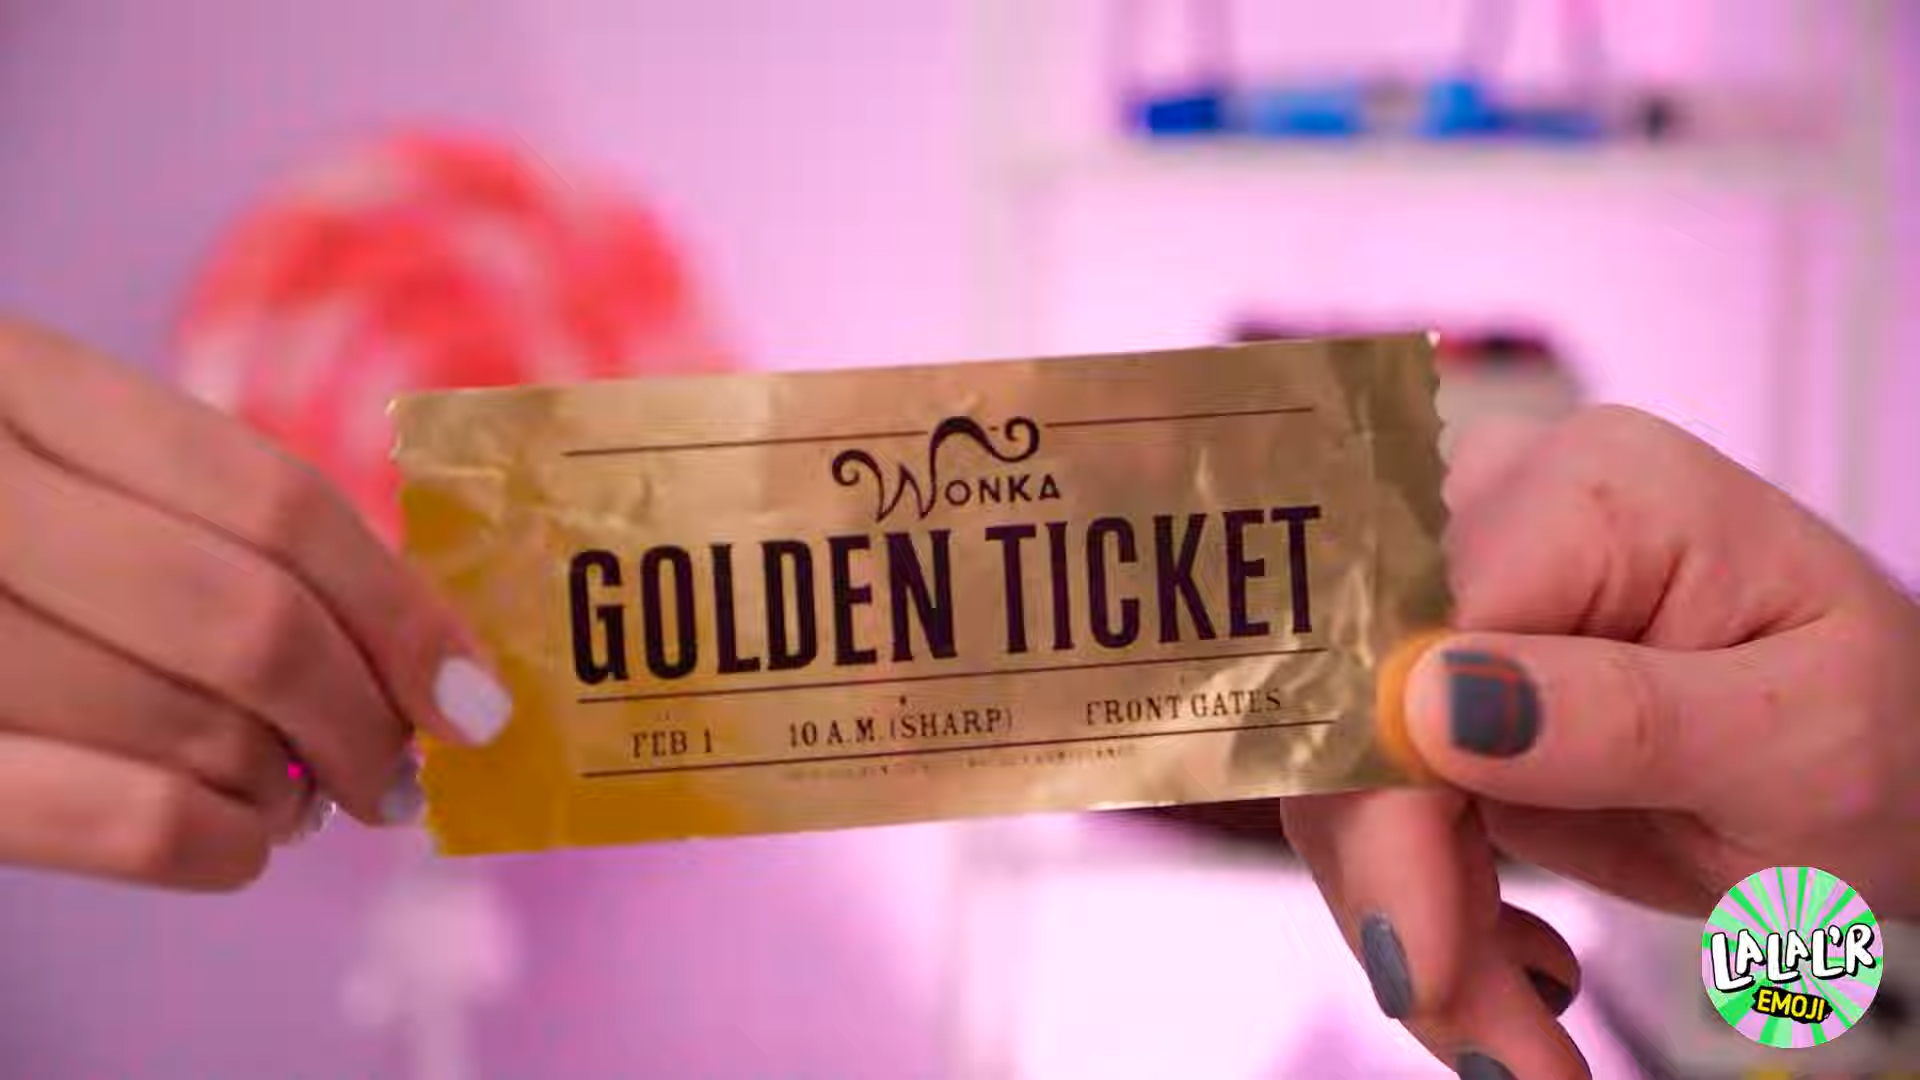 WONKA
GOLDEN TICKET
FEB 1 10 A.M. (SHARP) FRONT GATES
LALAL'R
EMOJI